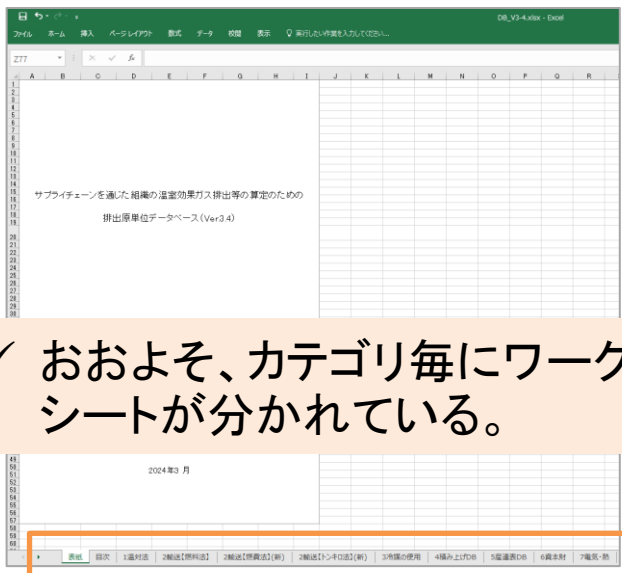 DB_V3-4.xlsx - Excel
ファイル ホーム 挿入 ページレイアウト 数式 データ 校閲 表示 実行したい作業を入力してください...
Z77 fx
A B C D E F G H I J K L M N O P Q R
サプライチェーンを通じた組織の温室効果ガス排出等の算定のための
排出原単位データベース(Ver3.4)
✓ おおよそ、カテゴリ毎にワーク
シートが分かれている。
2024年3 月
表紙 目次 1温対法 2輸送【燃料法】 2輸送【燃費法】(新) 2輸送【トンキロ法】(新) 3冷媒の使用 4積み上げDB 5産連表DB 6資本財 7電気・熱